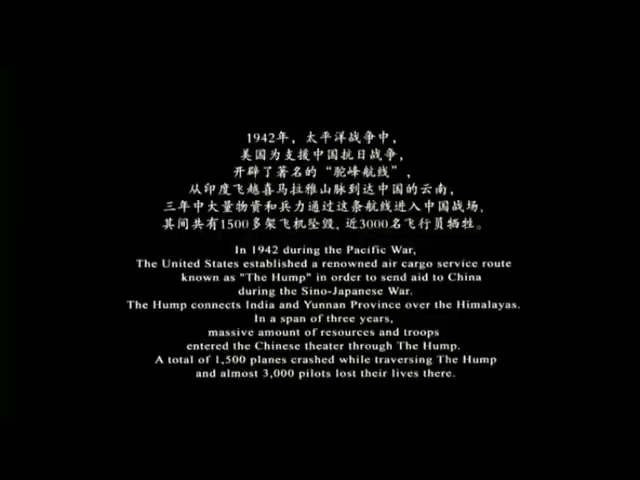 1942年，太平洋战争中，
美国为支援中国抗日战争，
开辟了著名的“驼峰航线”，
从印度飞越喜马拉雅山脉到达中国的云南，
三年中大量物资和兵力通过这条航线进入中国战场，
其间共有1500多架飞机坠毁，近3000名飞行员牺牲。
In 1942 during the Pacific War,
The United States established a renowned air cargo service route
known as "The Hump" in order to send aid to China
during the Sino-Japanese War.
The Hump connects India and Yunnan Province over the Himalayas.
In a span of three years,
massive amount of resources and troops
entered the Chinese theater through The Hump.
A total of 1,500 planes crashed while traversing The Hump
and almost 3,000 pilots lost their lives there.